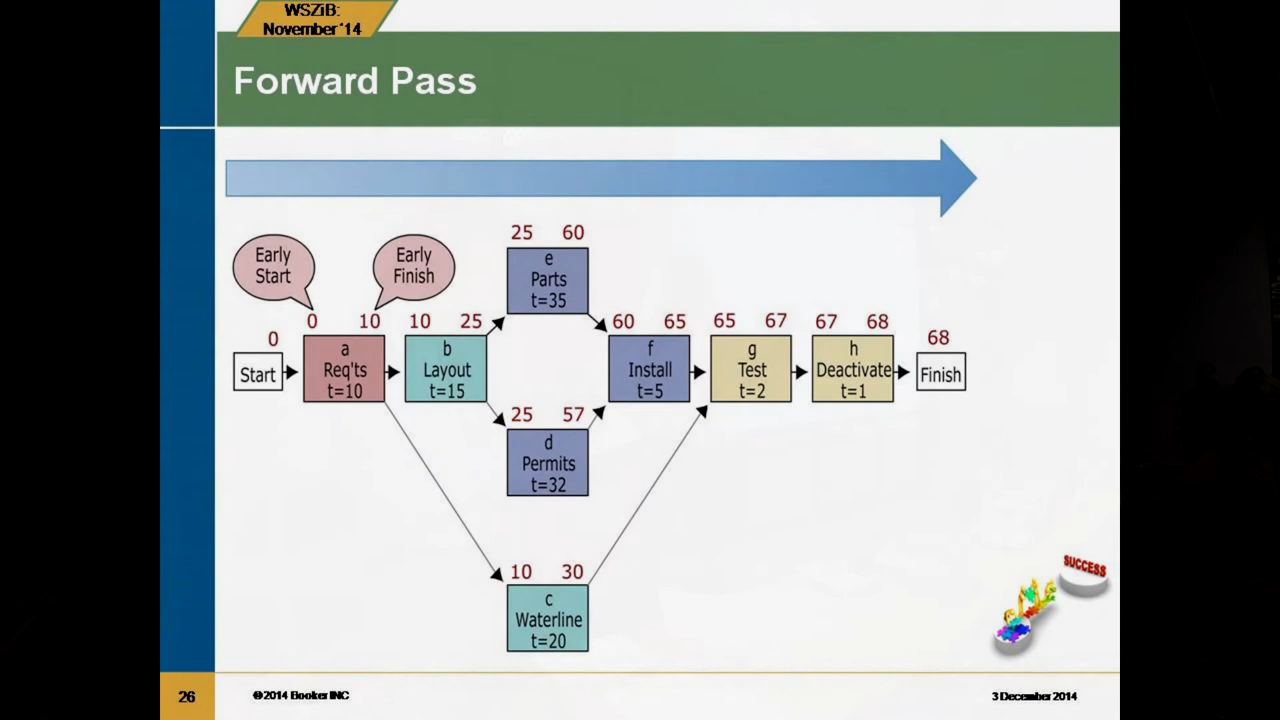 WSZiB:
November '14
Forward Pass
Early
Start
Early
Finish
0
Start
0 10
a
Req'ts
t=10
10 25
b
Layout
t=15
25 60
e
Parts
t=35
25 57
d
Permits
t=32
10 30
c
Waterline
t=20
60 65
f
Install
t=5
65 67
g
Test
t=2
67 68
h
Deactivate
t=1
68
Finish
SUCCESS
26
©2014 Booker INC
3 December 2014